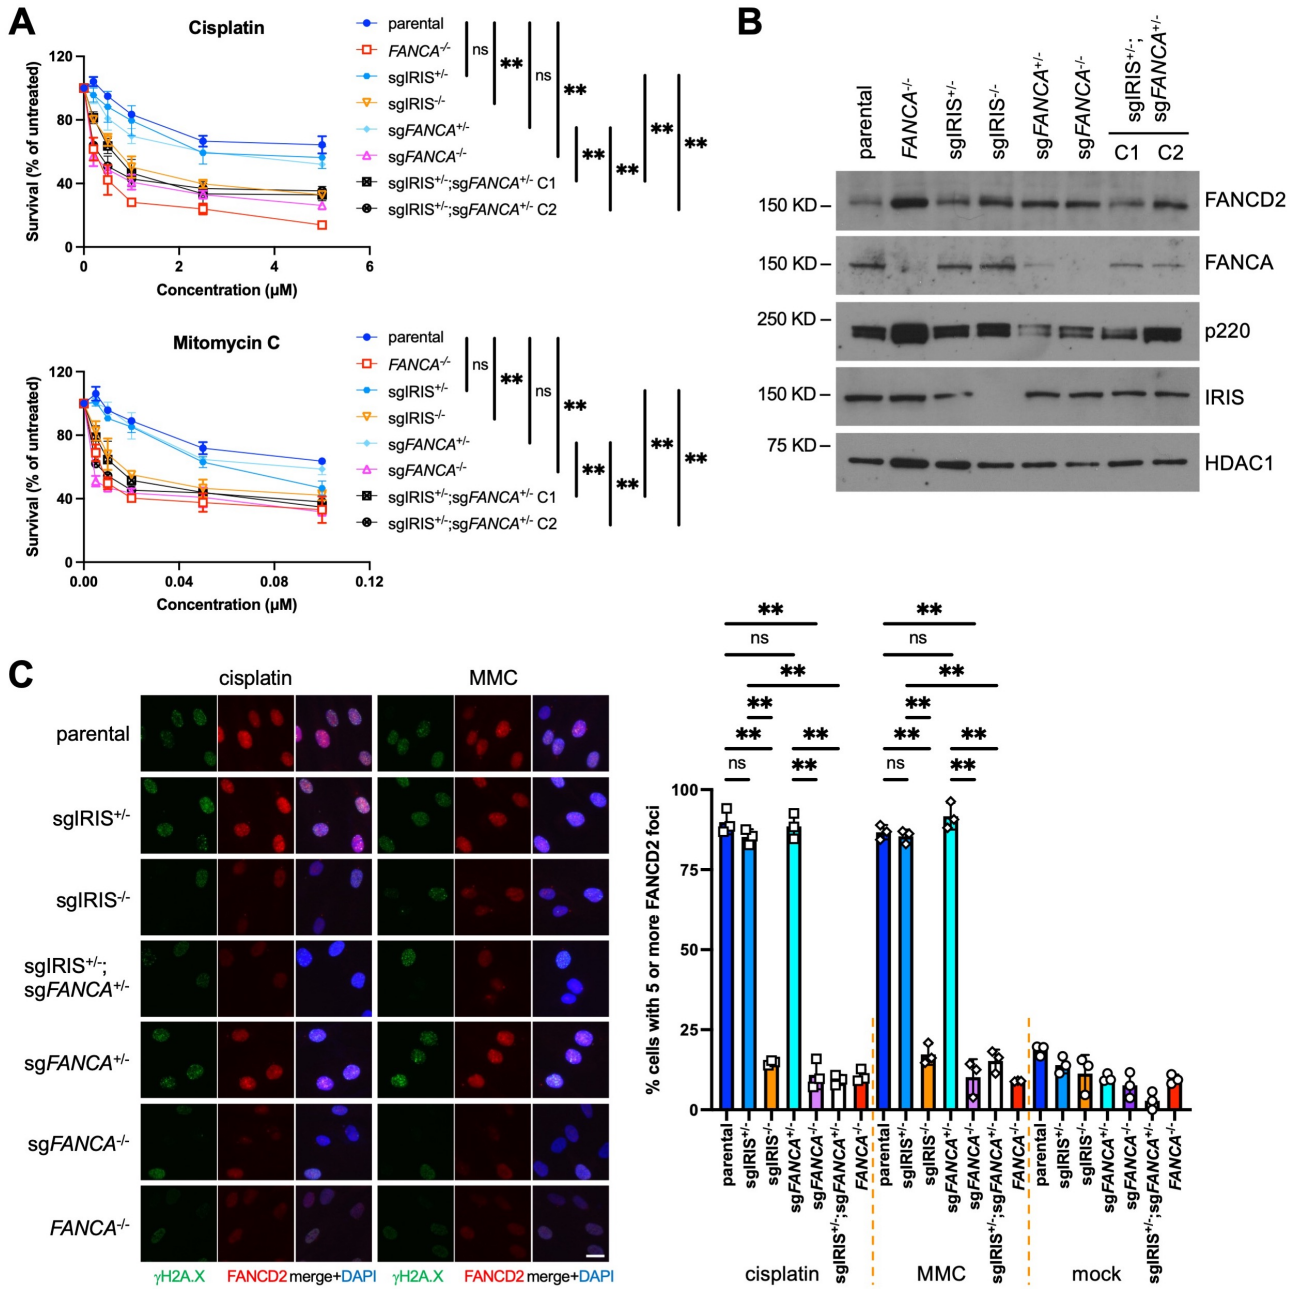 A
Cisplatin
Survival (% of untreated)
120
80
40
0
0 2 4 6
Concentration (µM)
parental
FANCA-/-
sgIRIS+/-
sgIRIS-/-
sgFANCA+/-
sgFANCA-/-
sgIRIS+/-;sgFANCA+/- C1
sgIRIS+/-;sgFANCA+/- C2
ns ** ns ** ** ** ** **
Mitomycin C
Survival (% of untreated)
120
80
40
0
0.00 0.04 0.08 0.12
Concentration (µM)
parental
FANCA-/-
sgIRIS+/-
sgIRIS-/-
sgFANCA+/-
sgFANCA-/-
sgIRIS+/-;sgFANCA+/- C1
sgIRIS+/-;sgFANCA+/- C2
ns ** ns ** ** ** ** **
B
parental
FANCA-/-
sgIRIS+/-
sgIRIS-/-
sgFANCA+/-
sgFANCA-/-
sgIRIS+/-;
sgFANCA+/-
C1 C2
150 KD FANCD2
150 KD FANCA
250 KD p220
150 KD IRIS
75 KD HDAC1
C
cisplatin MMC
parental
sgIRIS+/-
sgIRIS-/-
sgIRIS+/-;
sgFANCA+/-
sgFANCA+/-
sgFANCA-/-
FANCA-/-
γH2A.X FANCD2 merge+DAPI γH2A.X FANCD2 merge+DAPI
** **
ns ns
** **
** **
** ** ** **
ns ** ns **
% cells with 5 or more FANCD2 foci
100
75
50
25
0
parental
sgIRIS+/-
sgIRIS-/-
sgFANCA+/-
sgFANCA-/-
sgIRIS+/-;sgFANCA+/-
FANCA-/-
parental
sgIRIS+/-
sgIRIS-/-
sgFANCA+/-
sgFANCA-/-
sgIRIS+/-;sgFANCA+/-
FANCA-/-
parental
sgIRIS+/-
sgIRIS-/-
sgFANCA+/-
sgFANCA-/-
sgIRIS+/-;sgFANCA+/-
FANCA-/-
cisplatin MMC mock